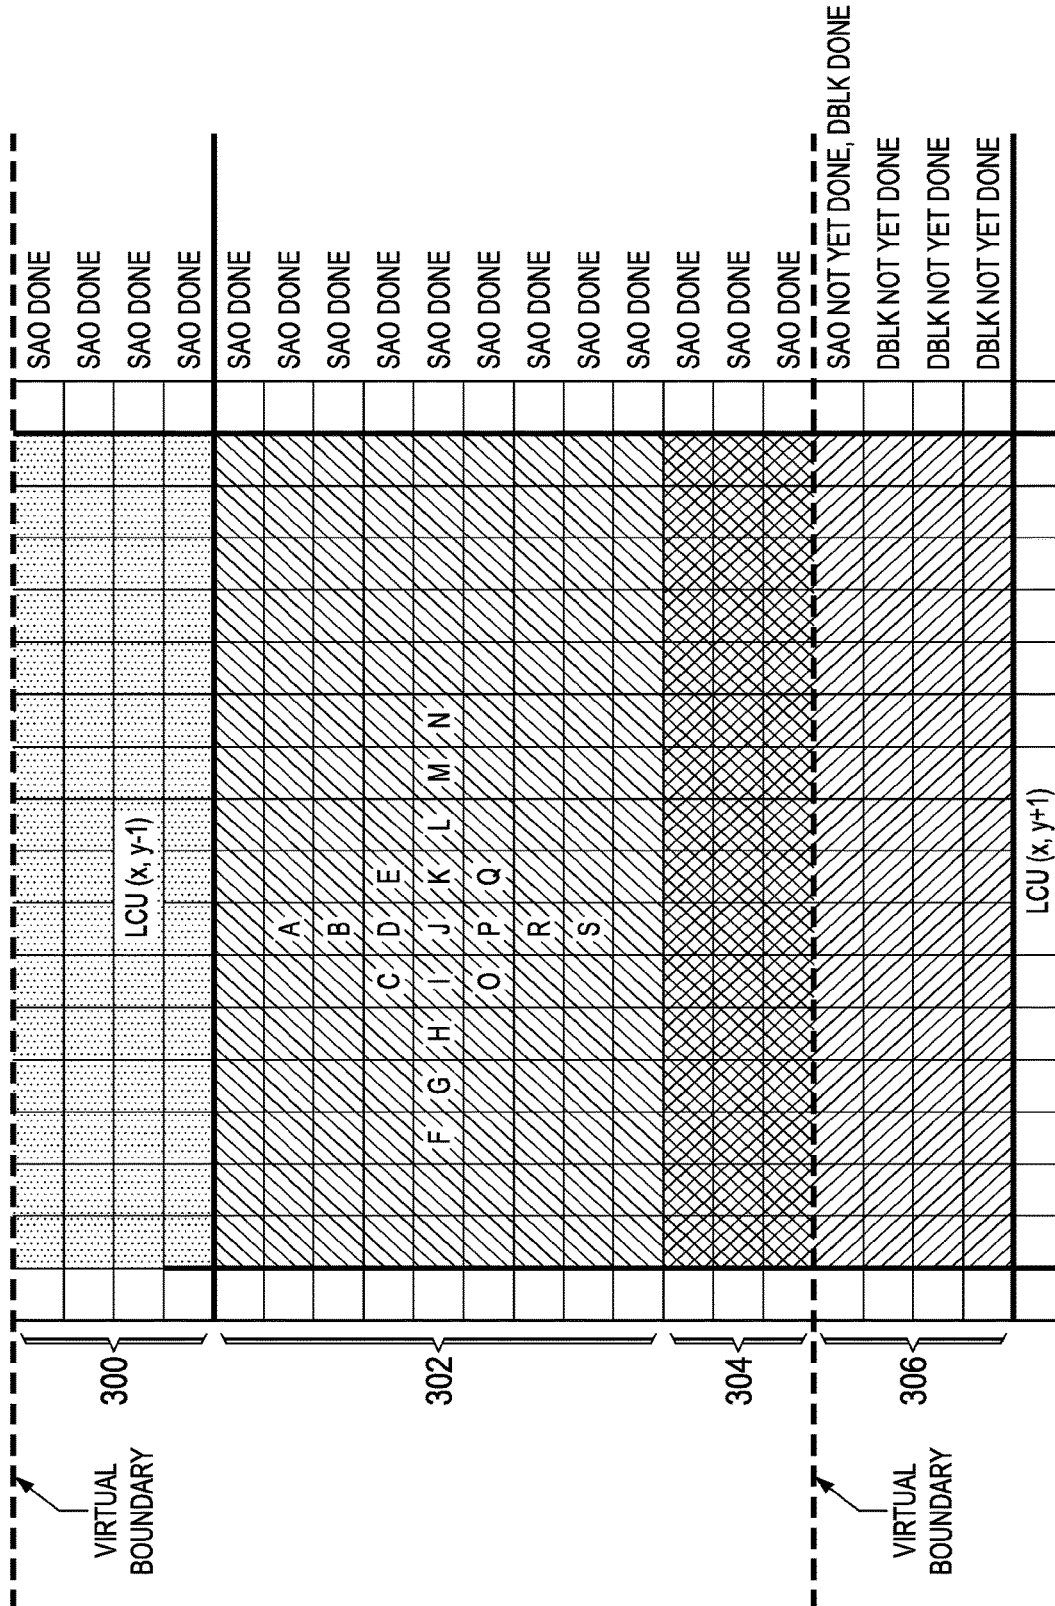 SAO DONE
SAO DONE
VIRTUAL
BOUNDARY
300
LCU (x, y-1)
SAO DONE
SAO DONE
SAO DONE
A
SAO DONE
B
SAO DONE
C D E
SAO DONE
302
F G H I J K L M N
SAO DONE
O P Q
SAO DONE
R
SAO DONE
S
SAO DONE
SAO DONE
SAO DONE
304
SAO DONE
SAO DONE
SAO NOT YET DONE, DBLK DONE
DBLK NOT YET DONE
VIRTUAL
BOUNDARY
306
DBLK NOT YET DONE
DBLK NOT YET DONE
LCU (x, y+1)